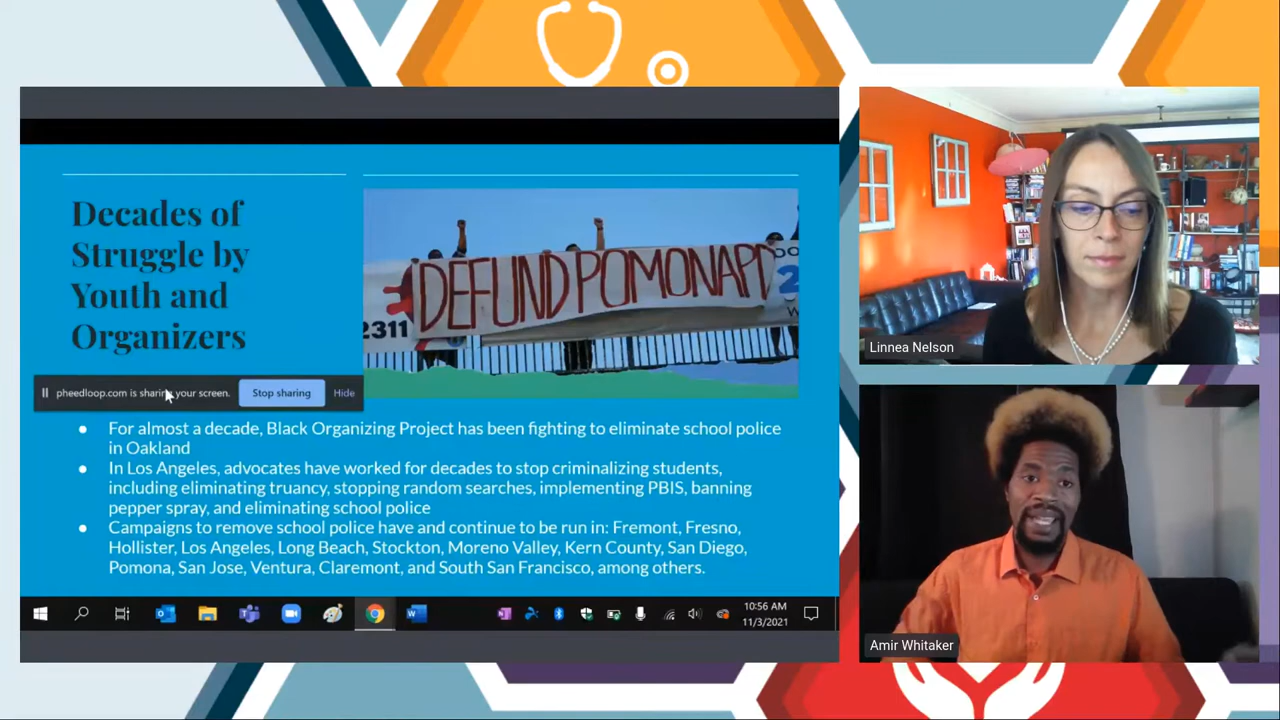 Decades of
Struggle by
Youth and
Organizers
2311
DEFUND POMONAPD
2
pheedloop.com is sharing your screen.
Stop sharing
Hide
For almost a decade, Black Organizing Project has been fighting to eliminate school police
in Oakland
In Los Angeles, advocates have worked for decades to stop criminalizing students,
including eliminating truancy, stopping random searches, implementing PBIS, banning
pepper spray, and eliminating school police
Campaigns to remove school police have and continue to be run in: Fremont, Fresno,
Hollister, Los Angeles, Long Beach, Stockton, Moreno Valley, Kern County, San Diego,
Pomona, San Jose, Ventura, Claremont, and South San Francisco, among others.
10:56 AM
11/3/2021
Linnea Nelson
Amir Whitaker